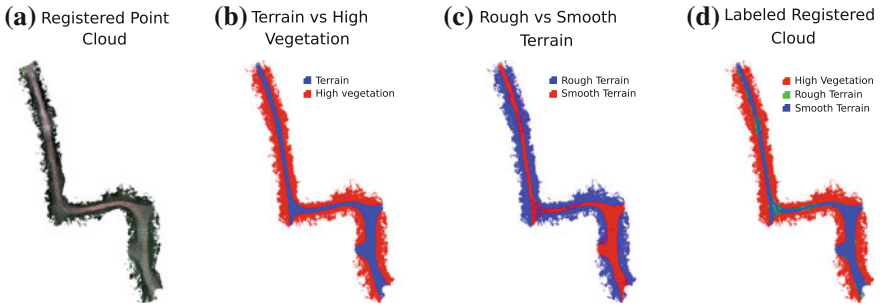 (a) Registered Point
Cloud
(b) Terrain vs High
Vegetation
Terrain
High vegetation
(c) Rough vs Smooth
Terrain
Rough Terrain
Smooth Terrain
(d) Labeled Registered
Cloud
High Vegetation
Rough Terrain
Smooth Terrain